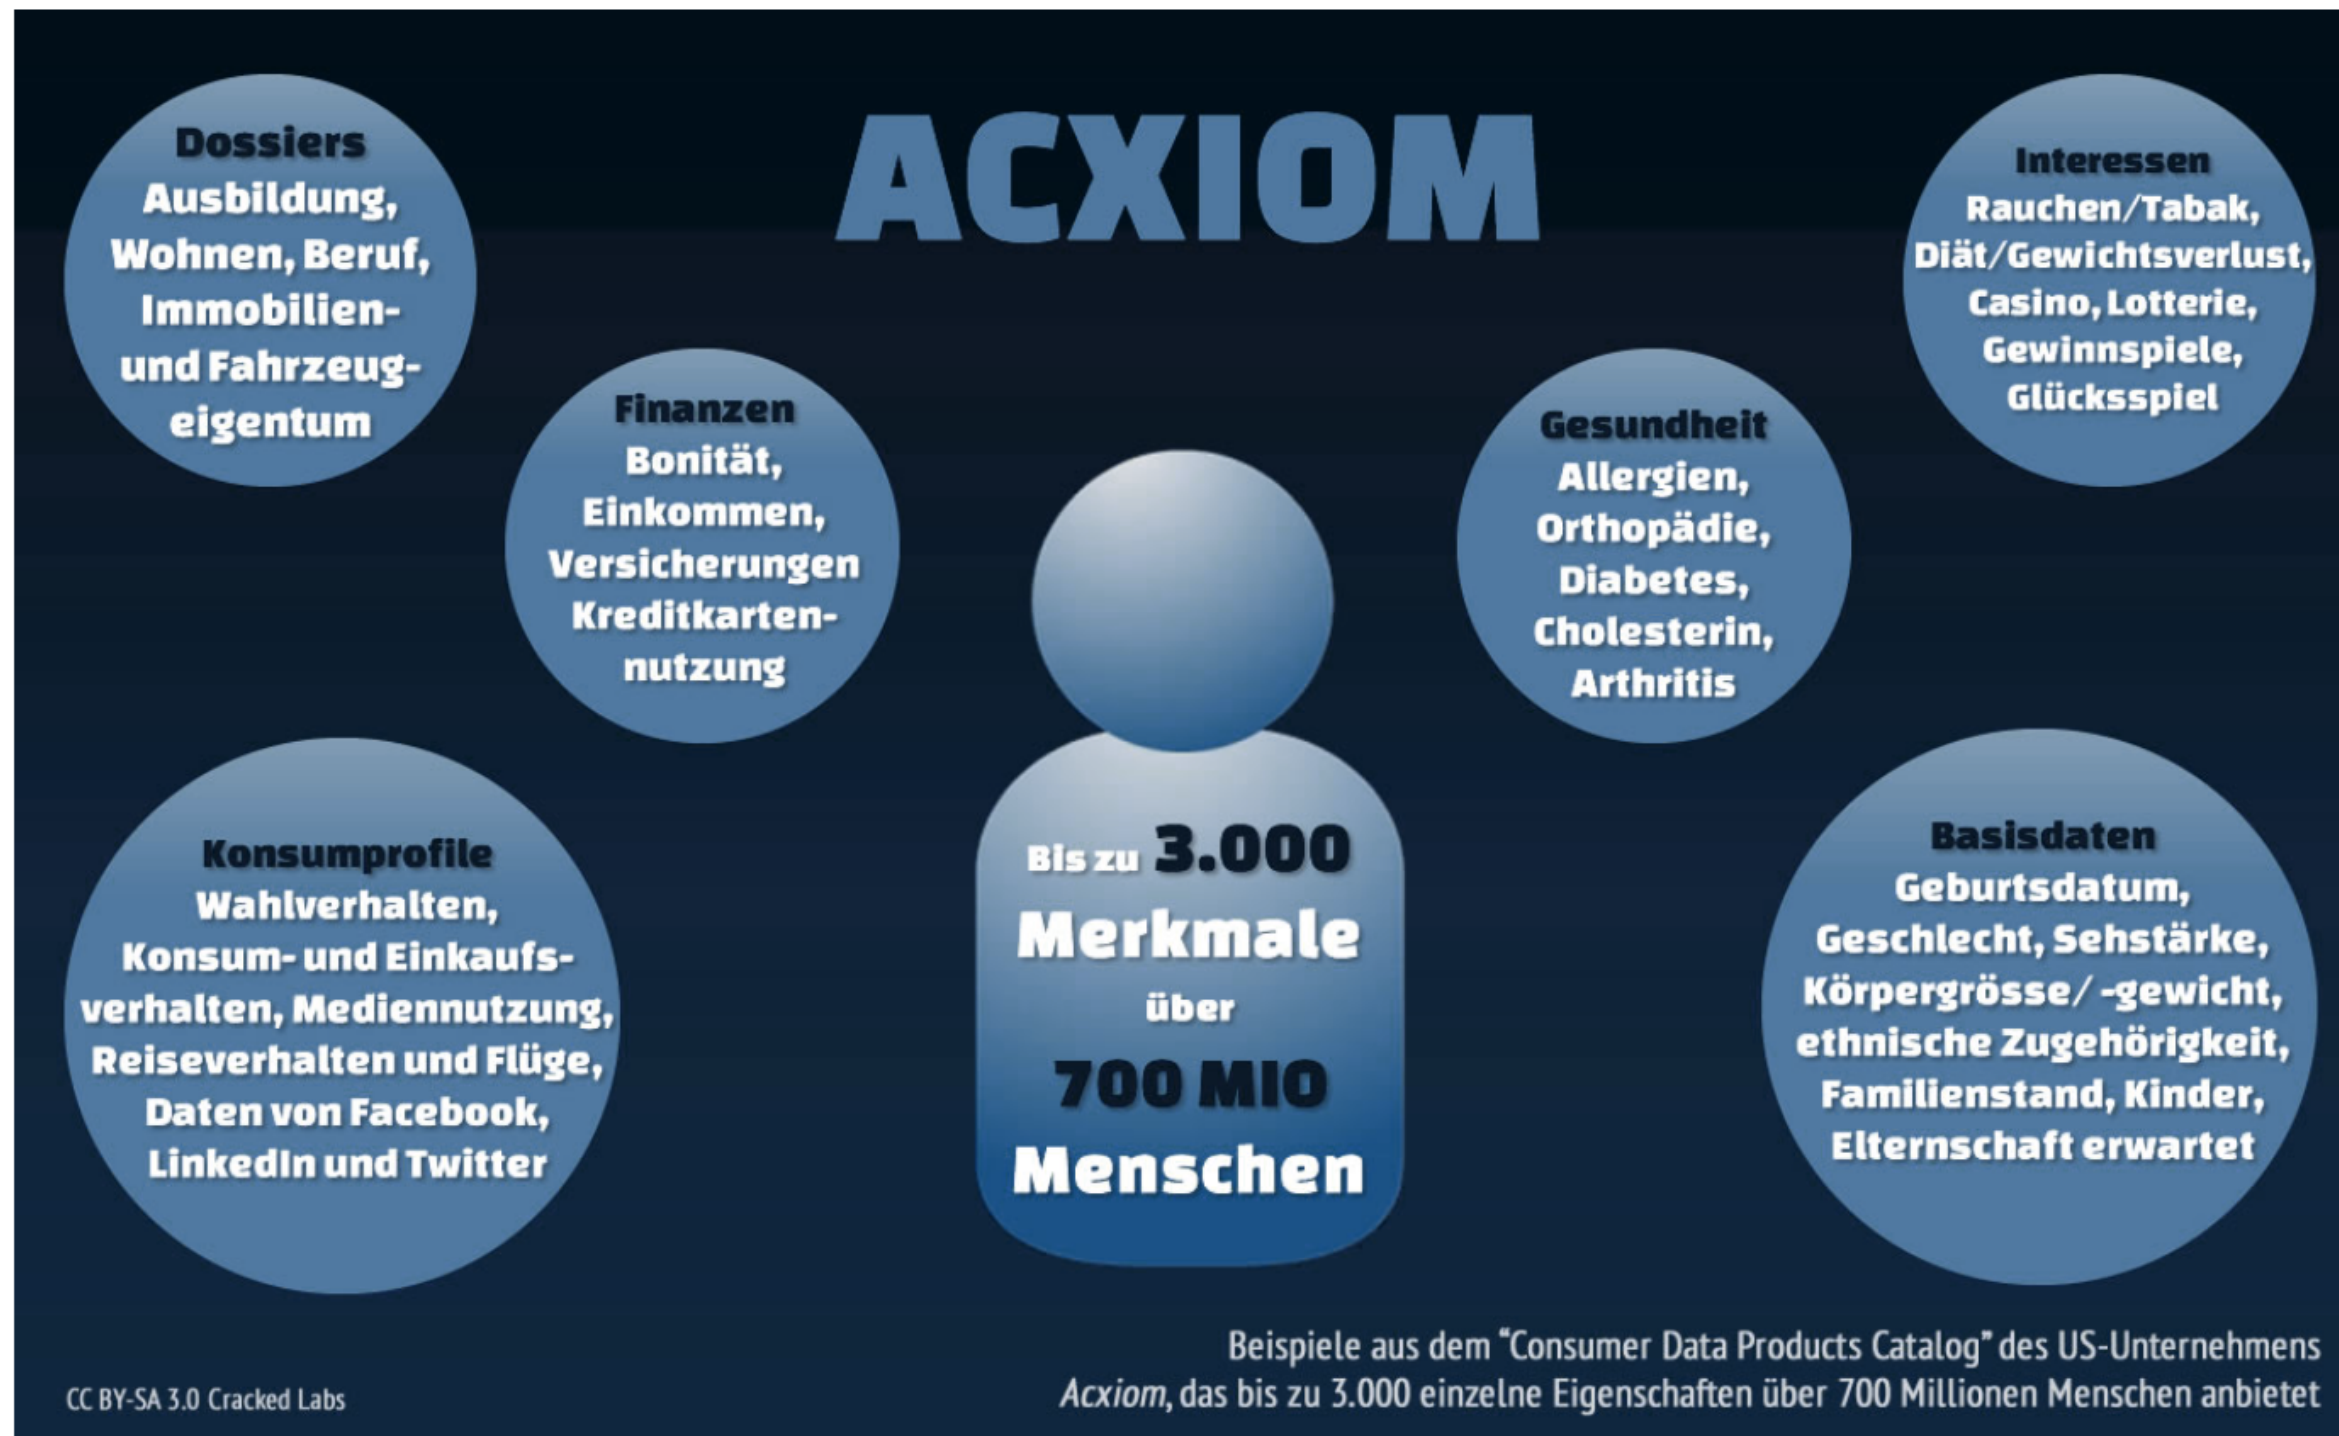 ACXIOM
Dossiers
Ausbildung,
Wohnen, Beruf,
Immobilien-
und Fahrzeug-
eigentum
Finanzen
Bonität,
Einkommen,
Versicherungen
Kreditkarten-
nutzung
Konsumprofile
Wahlverhalten,
Konsum- und Einkaufs-
verhalten, Mediennutzung,
Reiseverhalten und Flüge,
Daten von Facebook,
LinkedIn und Twitter
Bis zu 3.000
Merkmale
über
700 MIO
Menschen
Gesundheit
Allergien,
Orthopädie,
Diabetes,
Cholesterin,
Arthritis
Interessen
Rauchen/Tabak,
Diät/Gewichtsverlust,
Casino, Lotterie,
Gewinnspiele,
Glücksspiel
Basisdaten
Geburtsdatum,
Geschlecht, Sehstärke,
Körpergrösse/ -gewicht,
ethnische Zugehörigkeit,
Familienstand, Kinder,
Elternschaft erwartet
Beispiele aus dem “Consumer Data Products Catalog” des US-Unternehmens
Acxiom, das bis zu 3.000 einzelne Eigenschaften über 700 Millionen Menschen anbietet
CC BY-SA 3.0 Cracked Labs